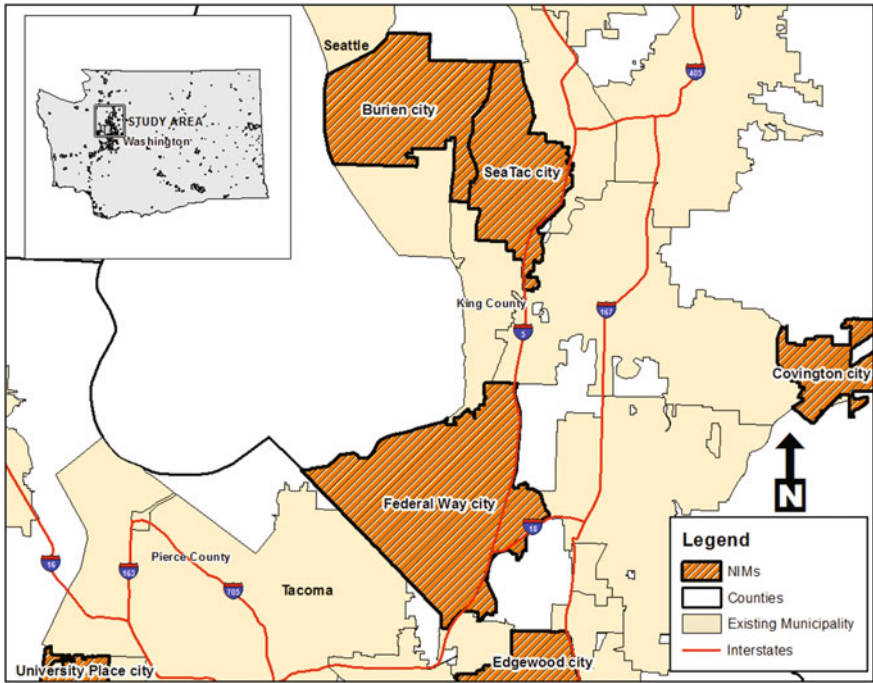 Seattle
405
Burien city
STUDY AREA
Washington
SeaTac city
King County
5
167
Covington city
N
Federal Way city
18
Pierce County
16
163
705
Tacoma
University Place city
Edgewood city
Legend
NIMs
Counties
Existing Municipality
Interstates